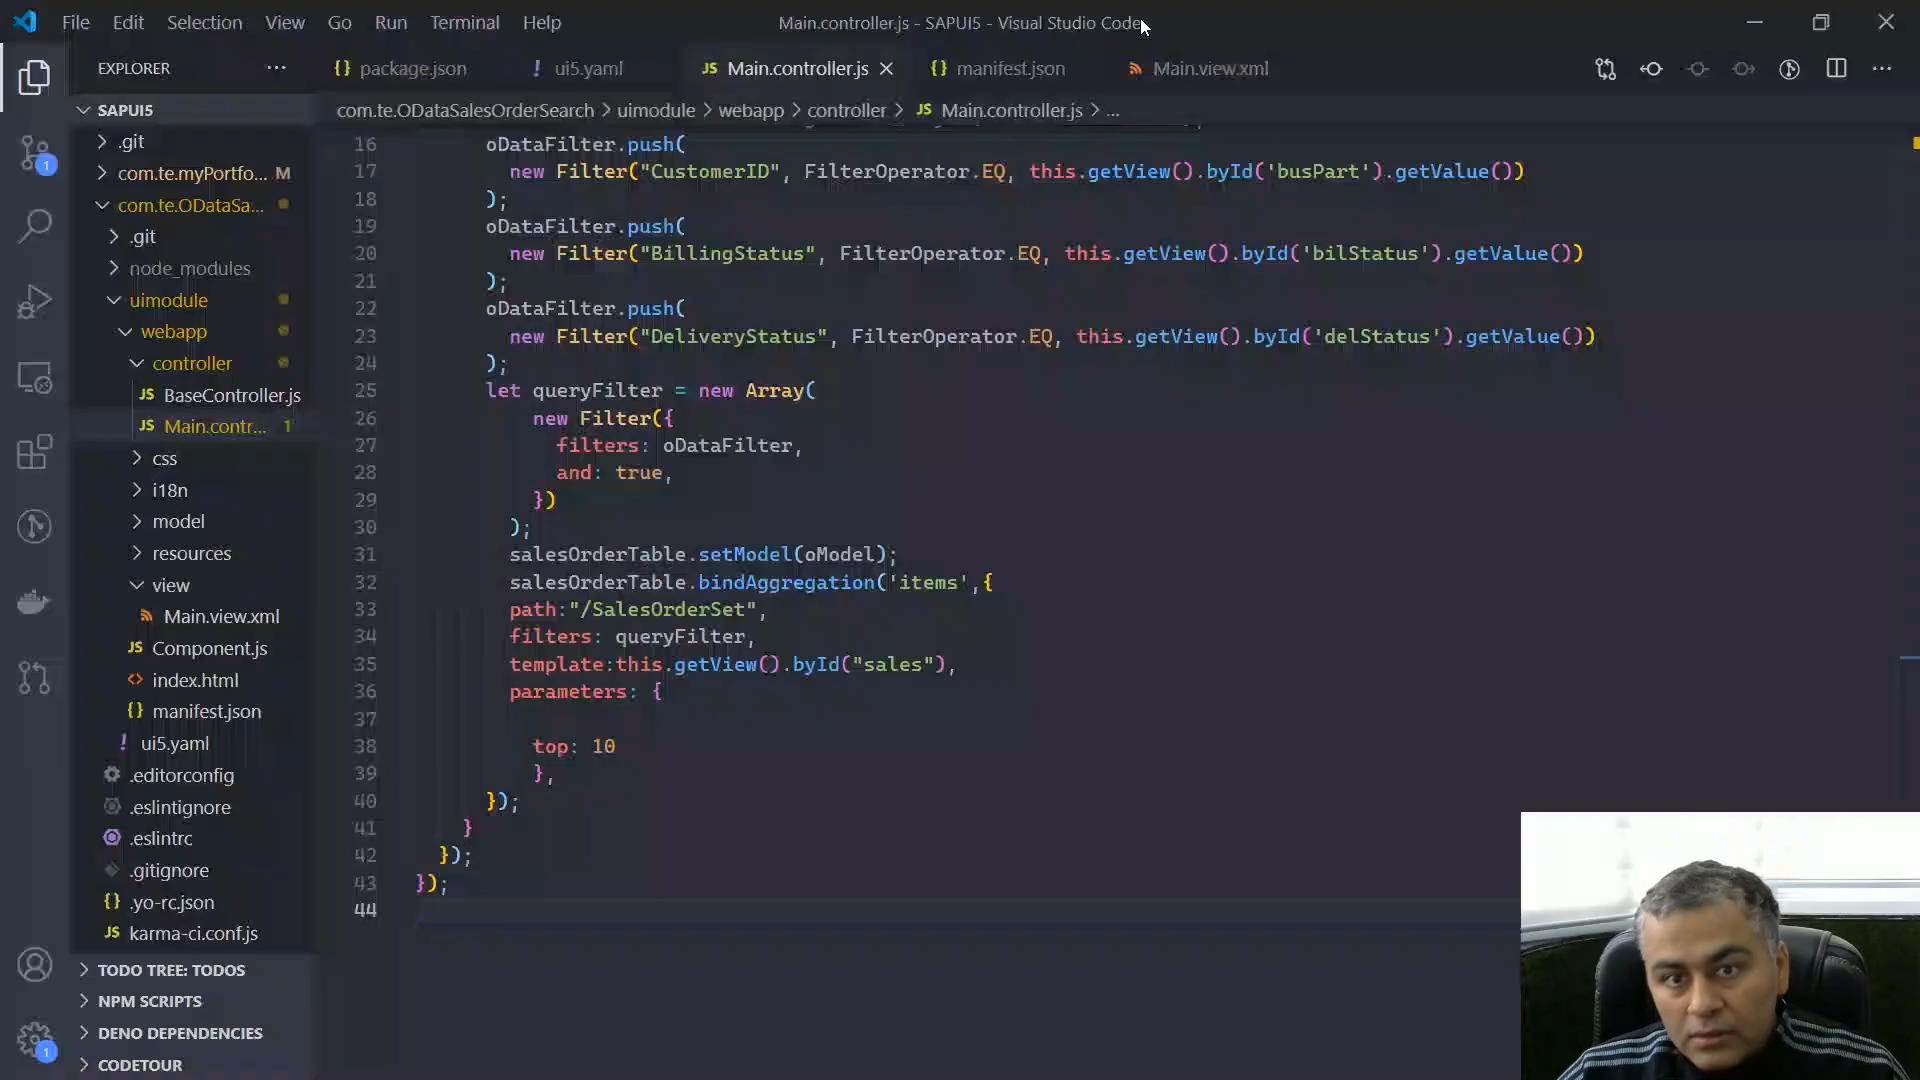 File Edit Selection View Go Run Terminal Help
Main.controller.js - SAPUI5 - Visual Studio Code
EXPLORER ...
{} package.json
! ui5.yaml
JS Main.controller.js
{} manifest.json
Main.view.xml
com.te.ODataSalesOrderSearch > uimodule > webapp > controller > JS Main.controller.js > ...
SAPUI5
.git
com.te.myPortfo... M
com.te.ODataSa...
.git
node_modules
uimodule
webapp
controller
JS BaseController.js
JS Main.contr... 1
css
i18n
model
resources
view
Main.view.xml
JS Component.js
<> index.html
{} manifest.json
! ui5.yaml
.editorconfig
.eslintignore
.eslintrc
.gitignore
{} .yo-rc.json
JS karma-ci.conf.js
TODO TREE: TODOS
NPM SCRIPTS
DENO DEPENDENCIES
CODETOUR
1
1
16 oDataFilter.push(
17 new Filter("CustomerID", FilterOperator.EQ, this.getView().byId('busPart').getValue())
18 );
19 oDataFilter.push(
20 new Filter("BillingStatus", FilterOperator.EQ, this.getView().byId('bilStatus').getValue())
21 );
22 oDataFilter.push(
23 new Filter("DeliveryStatus", FilterOperator.EQ, this.getView().byId('delStatus').getValue())
24 );
25 let queryFilter = new Array(
26 new Filter({
27 filters: oDataFilter,
28 and: true,
29 })
30 );
31 salesOrderTable.setModel(oModel);
32 salesOrderTable.bindAggregation('items',{
33 path:"/SalesOrderSet",
34 filters: queryFilter,
35 template:this.getView().byId("sales"),
36 parameters: {
37
38 top: 10
39 },
40 });
41 }
42 });
43 });
44